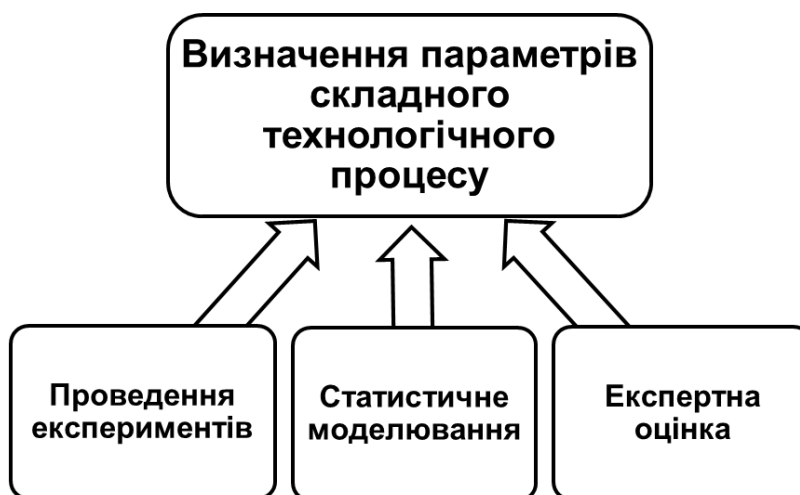 Визначення параметрів
складного
технологічного
процесу
Проведення
експериментів
Статистичне
моделювання
Експертна
оцінка